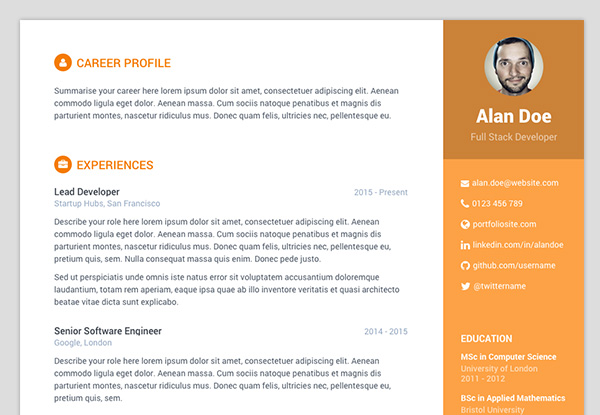 CAREER PROFILE
Summarise your career here lorem ipsum dolor sit amet, consectetuer adipiscing elit. Aenean
commodo ligula eget dolor. Aenean massa. Cum sociis natoque penatibus et magnis dis
parturient montes, nascetur ridiculus mus. Donec quam felis, ultricies nec, pellentesque eu.
EXPERIENCES
Lead Developer 2015 - Present
Startup Hubs, San Francisco
Describe your role here lorem ipsum dolor sit amet, consectetuer adipiscing elit. Aenean
commodo ligula eget dolor. Aenean massa. Cum sociis natoque penatibus et magnis dis
parturient montes, nascetur ridiculus mus. Donec quam felis, ultricies nec, pellentesque eu,
pretium quis, sem. Nulla consequat massa quis enim. Donec pede justo.
Sed ut perspiciatis unde omnis iste natus error sit voluptatem accusantium doloremque
laudantium, totam rem aperiam, eaque ipsa quae ab illo inventore veritatis et quasi architecto
beatae vitae dicta sunt explicabo.
Senior Software Engineer 2014 - 2015
Google, London
Describe your role here lorem ipsum dolor sit amet, consectetuer adipiscing elit. Aenean
commodo ligula eget dolor. Aenean massa. Cum sociis natoque penatibus et magnis dis
parturient montes, nascetur ridiculus mus. Donec quam felis, ultricies nec, pellentesque eu,
pretium quis, sem.
Alan Doe
Full Stack Developer
alan.doe@website.com
0123 456 789
portfoliosite.com
linkedin.com/in/alandoe
github.com/username
@twittername
EDUCATION
MSc in Computer Science
University of London
2011 - 2012
BSc in Applied Mathematics
Bristol University